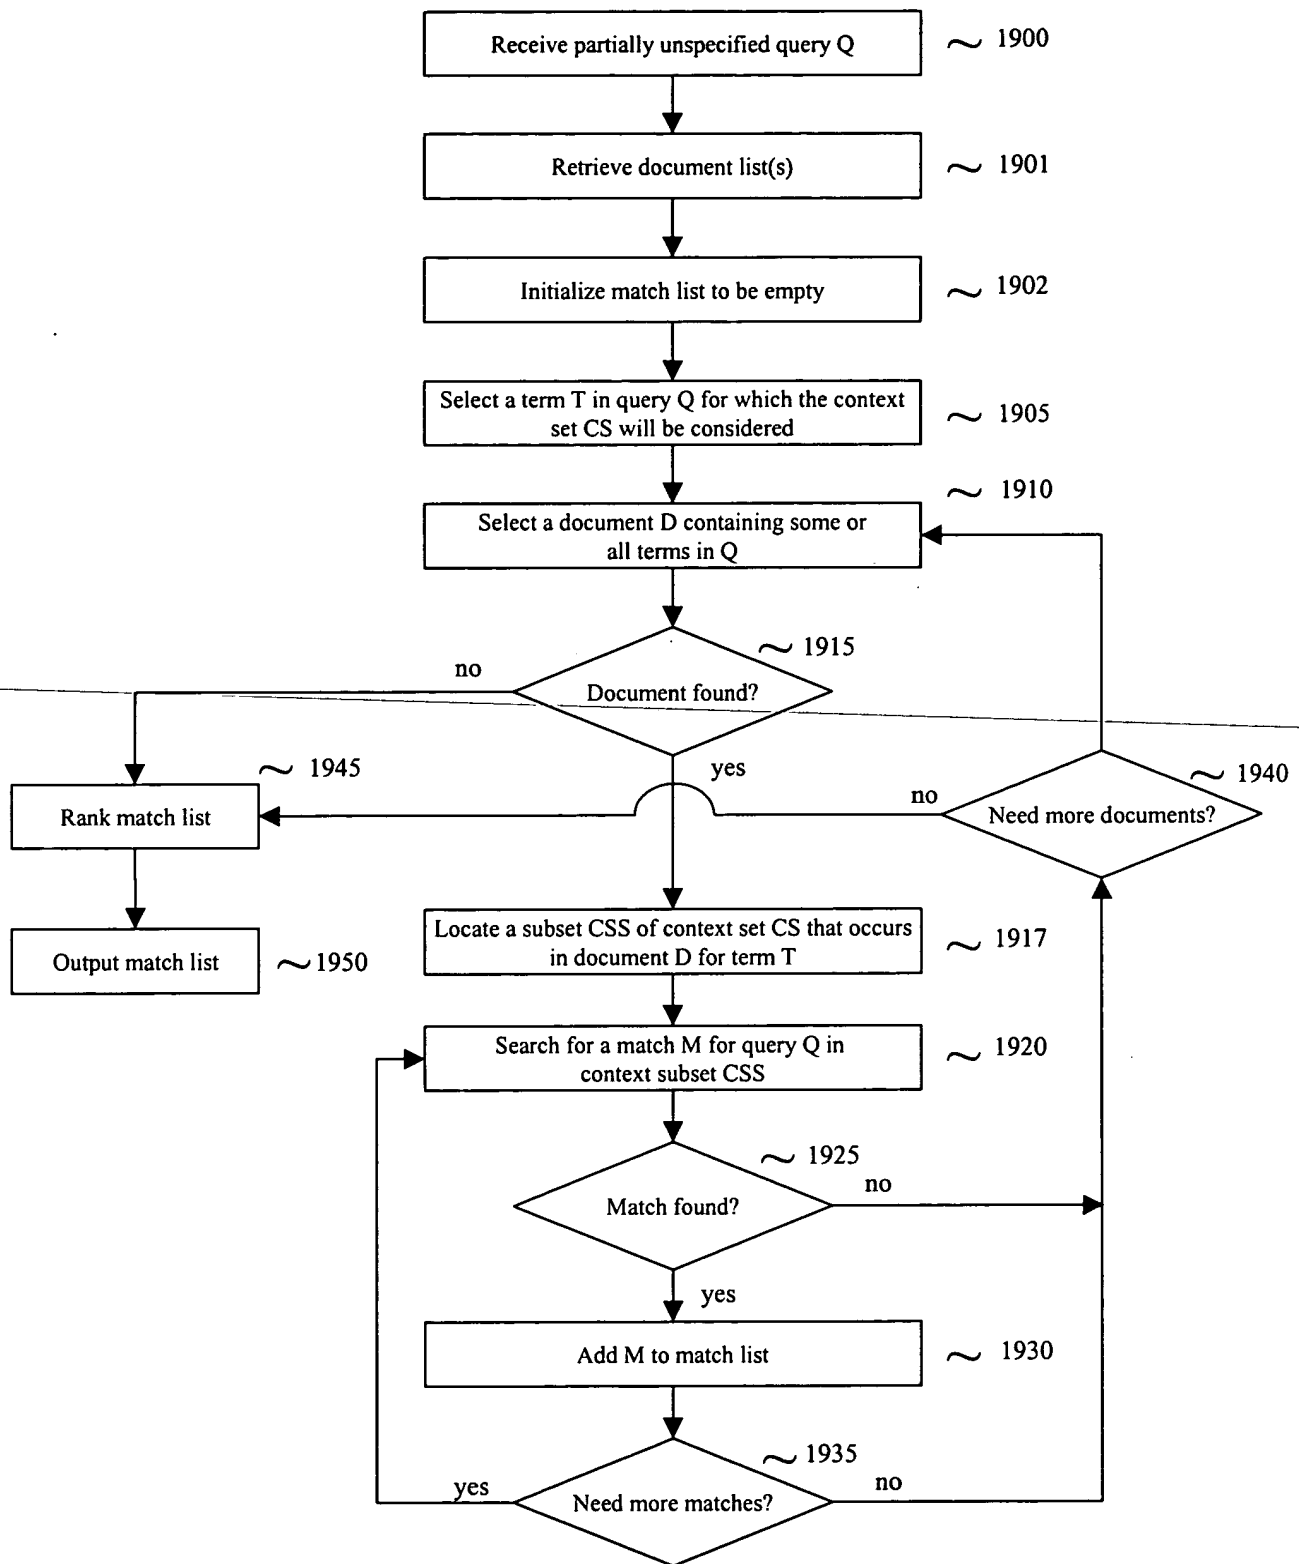 Receive partially unspecified query Q
1900
Retrieve document list(s)
1901
Initialize match list to be empty
1902
Select a term T in query Q for which the context
set CS will be considered
1905
1910
Select a document D containing some or
all terms in Q
1915
no
Document found?
yes
1945
Rank match list
no
1940
Need more documents?
Output match list
1950
Locate a subset CSS of context set CS that occurs
in document D for term T
1917
Search for a match M for query Q in
context subset CSS
1920
1925
Match found?
no
yes
Add M to match list
1930
1935
yes
Need more matches?
no